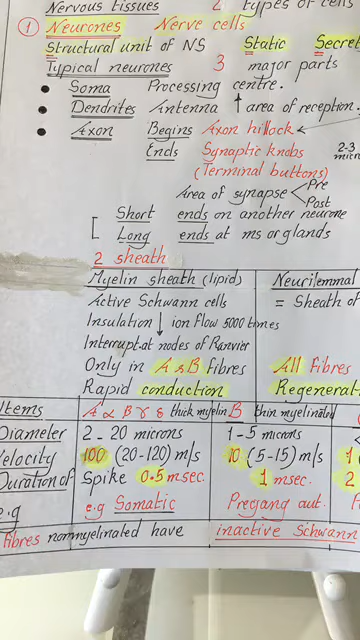 Nervous tissues 2 types of cells
① Neurones Nerve cells
Structural unit of NS Static Secret
Typical neurones 3 major parts
• Soma Processing centre.
• Dendrites Antenna ↑ area of reception.
• Axon Begins Axon hillock
Ends Synaptic knobs 2-3
(Terminal buttons) micr
Area of synapse < Pre
Post
[ Short ends on another neurone
Long ends at ms or glands
2 sheath
Myelin sheath (lipid) Neurilemmal
Active Schwann cells = Sheath of
Insulation ↓ ion flow 5000 times
Interrupt. at nodes of Ranvier
Only in A & B fibres All fibres
Rapid conduction Regenerat
Items A α β γ δ thick myelin B thin myelinated
Diameter 2-20 microns 1-5 microns
Velocity 100 (20-120) m/s 10 (5-15) m/s
Duration of Spike 0.5 msec. 1 msec. 2
e.g e.g Somatic Pregang aut.
fibres nonmyelinated have inactive Schwann